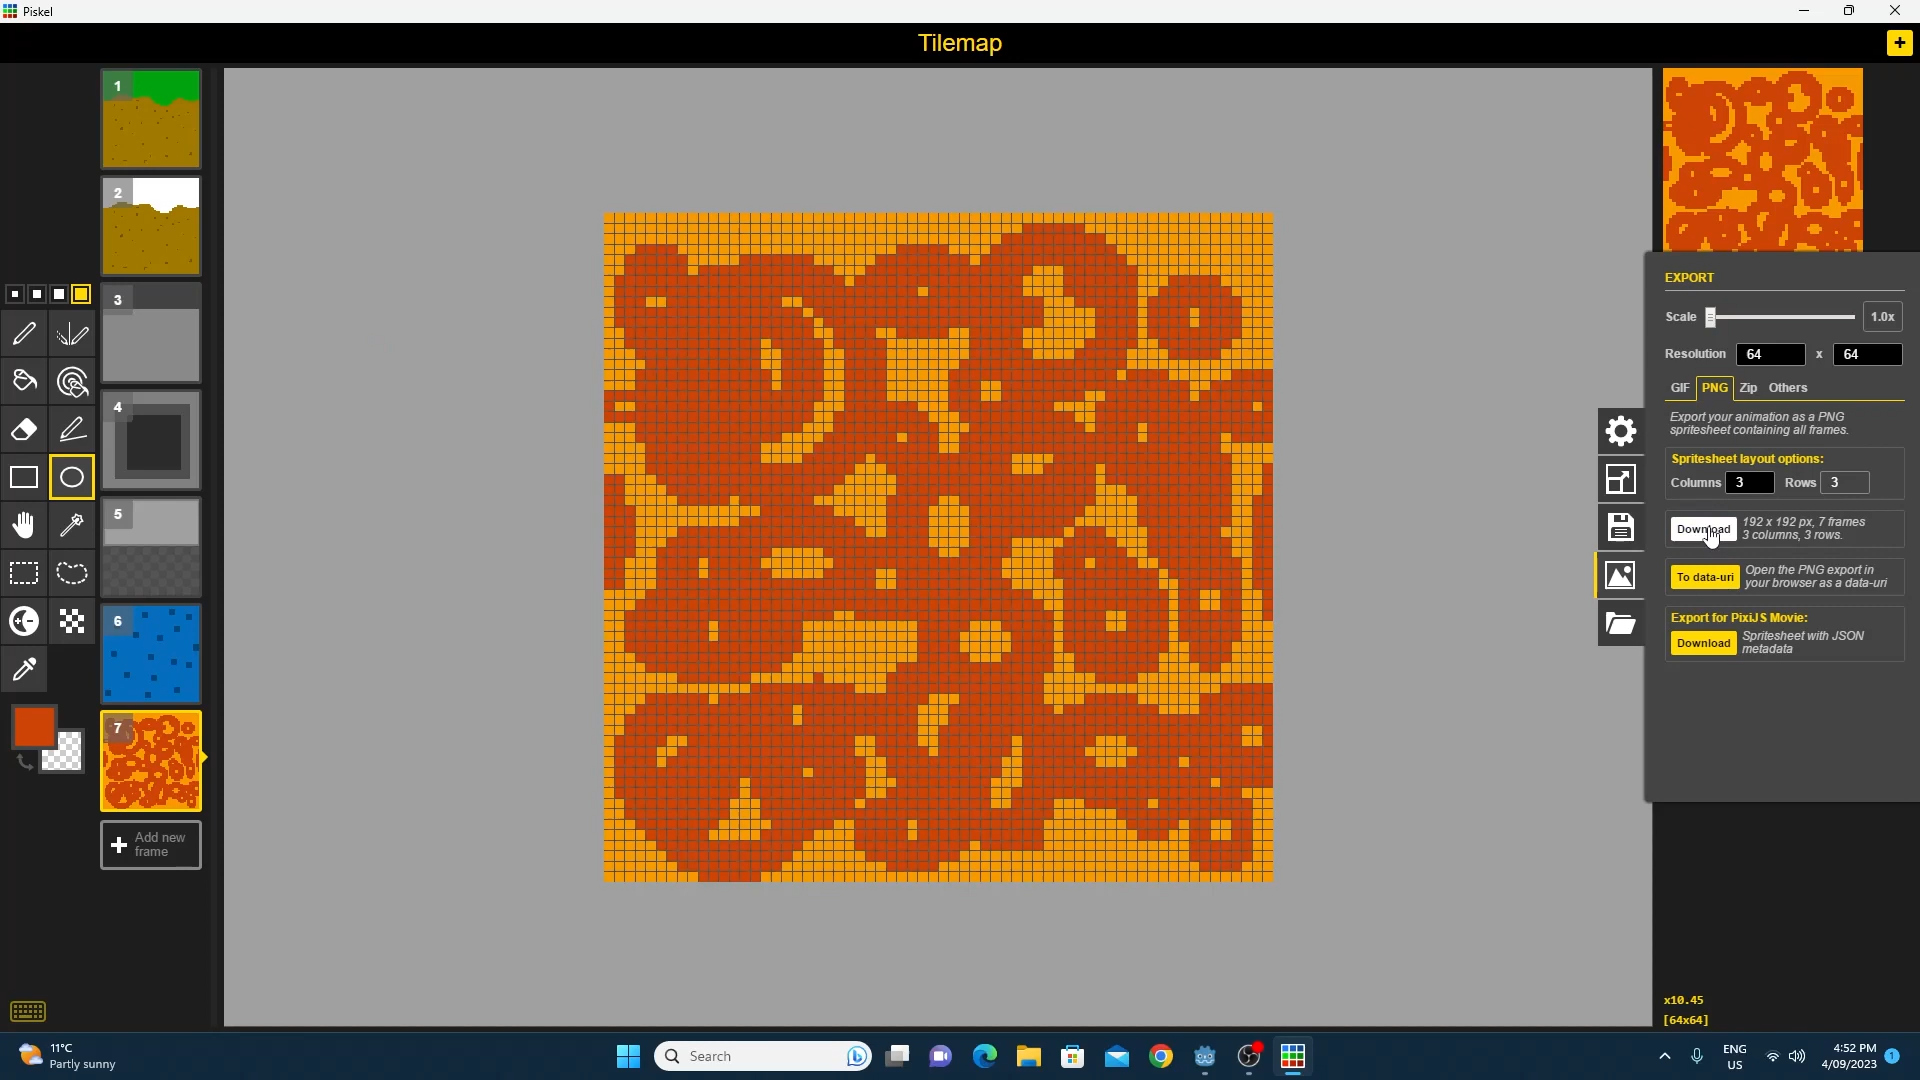 Piskel
Tilemap
1
2
3
4
5
6
7
Add new
frame
EXPORT
Scale 1.0x
Resolution 64 x 64
GIF PNG Zip Others
Export your animation as a PNG
spritesheet containing all frames.
Spritesheet layout options:
Columns 3 Rows 3
Download 192 x 192 px, 7 frames
3 columns, 3 rows.
To data-uri Open the PNG export in
your browser as a data-uri
Export for PixiJS Movie:
Download Spritesheet with JSON
metadata
x10.45
[64x64]
11°C
Partly sunny
Search
ENG
US
4:52 PM
4/09/2023
1